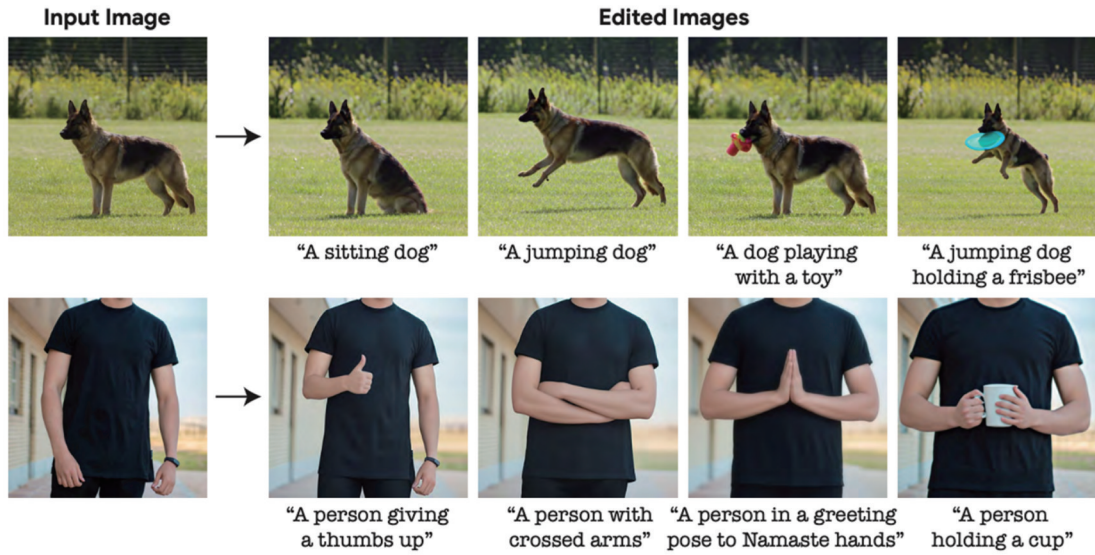 Input Image
Edited Images
“A sitting dog”
“A jumping dog”
“A dog playing
with a toy”
“A jumping dog
holding a frisbee”
“A person giving
a thumbs up”
“A person with
crossed arms”
“A person in a greeting
pose to Namaste hands”
“A person
holding a cup”